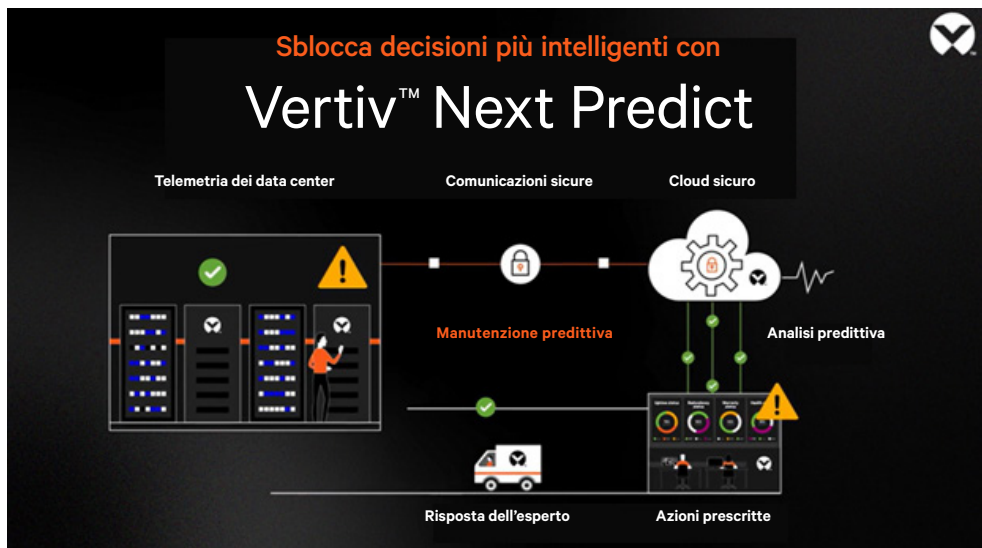 Sblocca decisioni più intelligenti con
Vertiv™ Next Predict
Telemetria dei data center
Comunicazioni sicure
Cloud sicuro
Manutenzione predittiva
Analisi predittiva
Risposta dell'esperto
Azioni prescritte